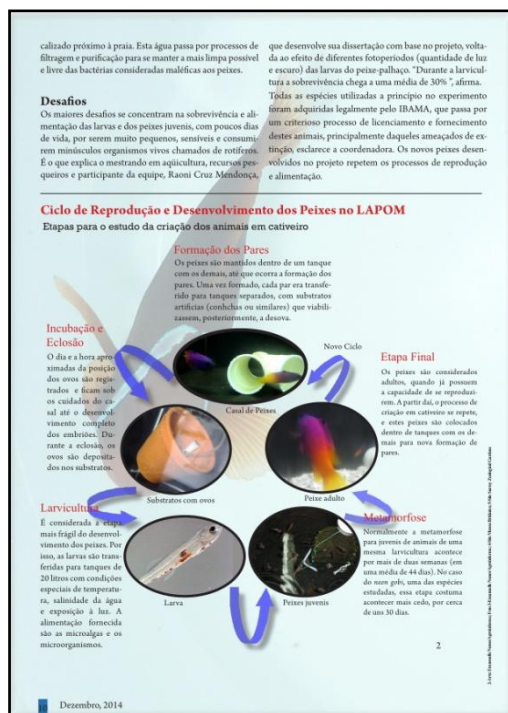 calizado próximo à praia. Esta água passa por processos de
filtragem e purificação para se manter a mais limpa possível
e livre das bactérias consideradas maléficas aos peixes.
Desafios
Os maiores desafios se concentram na sobrevivência e ali-
mentação das larvas e dos peixes juvenis, com poucos dias
de vida, por serem muito pequenos, sensíveis e consumi-
rem minúsculos organismos vivos chamados de rotíferos.
É o que explica o mestrando em aqüicultura, recursos pes-
queiros e participante da equipe, Raoni Cruz Mendonça,
que desenvolve sua dissertação com base no projeto, volta-
da ao efeito de diferentes fotoperíodos (quantidade de luz
e escuro) das larvas do peixe-palhaço. "Durante a larvicul-
tura a sobrevivência chega a uma média de 30% ", afirma.
Todas as espécies utilizadas a princípio no experimento
foram adquiridas legalmente pelo IBAMA, que passa por
um criterioso processo de licenciamento e fornecimento
destes animais, principalmente daqueles ameaçados de ex-
tinção, esclarece a coordenadora. Os novos peixes desen-
volvidos no projeto repetem os processos de reprodução
e alimentação.
Ciclo de Reprodução e Desenvolvimento dos Peixes no LAPOM
Etapas para o estudo da criação dos animais em cativeiro
Formação dos Pares
Os peixes são mantidos dentro de um tanque
com os demais, até que ocorra a formação dos
pares. Uma vez formado, cada par era transfe-
rido para tanques separados, com substratos
artificias (conhchas ou similares) que viabili-
zassem, posteriormente, a desova.
Incubação e
Eclosão
O dia e a hora apro-
ximadas da posição
dos ovos são regis-
trados e ficam sob
os cuidados do ca-
sal até o desenvol-
vimento completo
dos embriões. Du-
rante a eclosão, os
ovos são deposita-
dos nos substratos.
Casal de Peixes
Novo Ciclo
Etapa Final
Os peixes são considerados
adultos, quando já possuem
a capacidade de se reproduzi-
rem. A partir daí, o processo de
criação em cativeiro se repete,
e estes peixes são colocados
dentro de tanques com os de-
mais para nova formação de
pares.
Substratos com ovos
Peixe adulto
Larvicultura
É considerada a etapa
mais frágil do desenvol-
vimento dos peixes. Por
isso, as larvas são trans-
feridas para tanques de
20 litros com condições
especiais de temperatu-
ra, salinidade da água
e exposição à luz. A
alimentação fornecida
são as microalgas e os
microorganismos.
Larva
Peixes juvenis
Metamorfose
Normalmente a metamorfose
para juvenis de animais de uma
mesma larvicultura acontece
por mais de duas semanas (em
uma média de 44 dias). No caso
do neon gobi, uma das espécies
estudadas, essa etapa costuma
acontecer mais cedo, por cerca
de uns 30 dias.
2
10 Dezembro, 2014